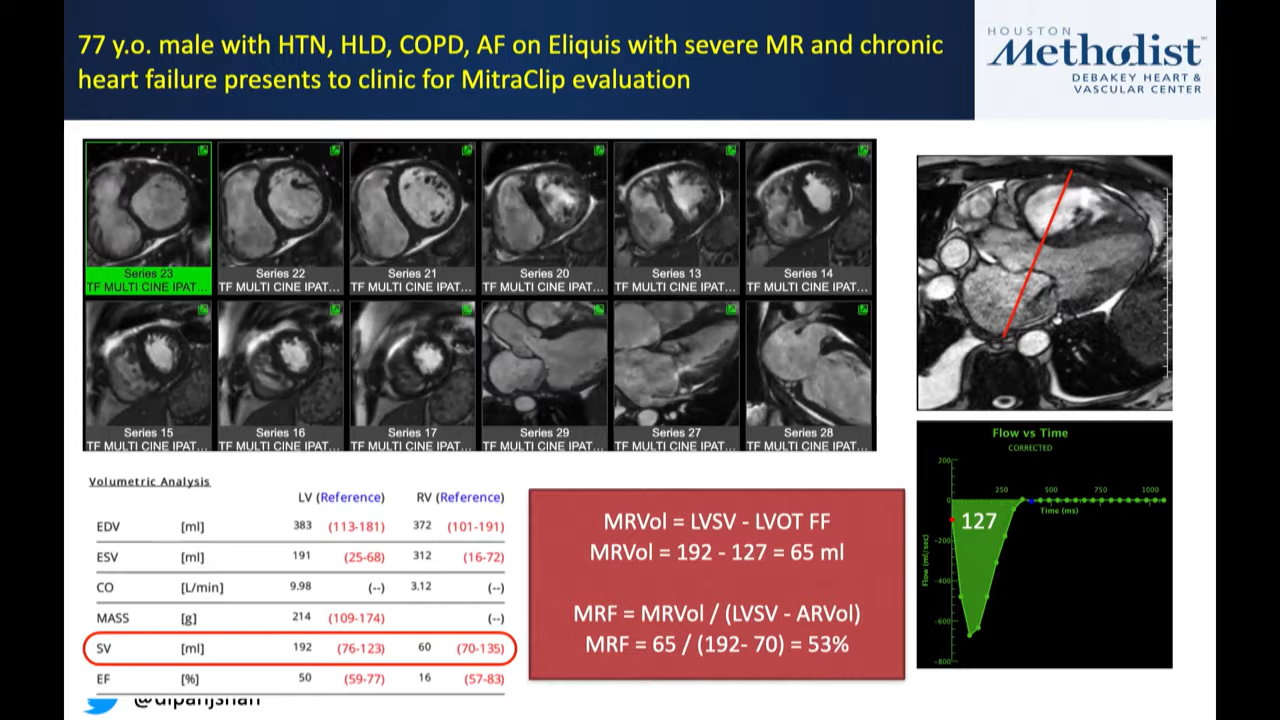 77 y.o. male with HTN, HLD, COPD, AF on Eliquis with severe MR and chronic
heart failure presents to clinic for MitraClip evaluation
HOUSTON
Methodist
DEBAKEY HEART &
VASCULAR CENTER
Series 23 Series 22 Series 21 Series 20 Series 13 Series 14
TF MULTI CINE IPAT... TF MULTI CINE IPAT... TF MULTI CINE IPAT... TF MULTI CINE IPAT... TF MULTI CINE IPAT... TF MULTI CINE IPAT...
Series 15 Series 16 Series 17 Series 29 Series 27 Series 28
TF MULTI CINE IPAT... TF MULTI CINE IPAT... TF MULTI CINE IPAT... TF MULTI CINE IPAT... TF MULTI CINE IPAT... TF MULTI CINE IPAT...
Volumetric Analysis
LV (Reference) RV (Reference)
EDV [ml] 383 (113-181) 372 (101-191)
ESV [ml] 191 (25-68) 312 (16-72)
CO [L/min] 9.98 (--) 3.12 (--)
MASS [g] 214 (109-174) (--)
SV [ml] 192 (76-123) 60 (70-135)
EF [%] 50 (59-77) 16 (57-83)
MRVol = LVSV - LVOT FF
MRVol = 192 - 127 = 65 ml
MRF = MRVol / (LVSV - ARVol)
MRF = 65 / (192- 70) = 53%
Flow vs Time
CORRECTED
200
250 500 750 1000
0
Time (ms)
127
-200
-400
-600
-800
Flow (ml/sec)
@dipanjshah